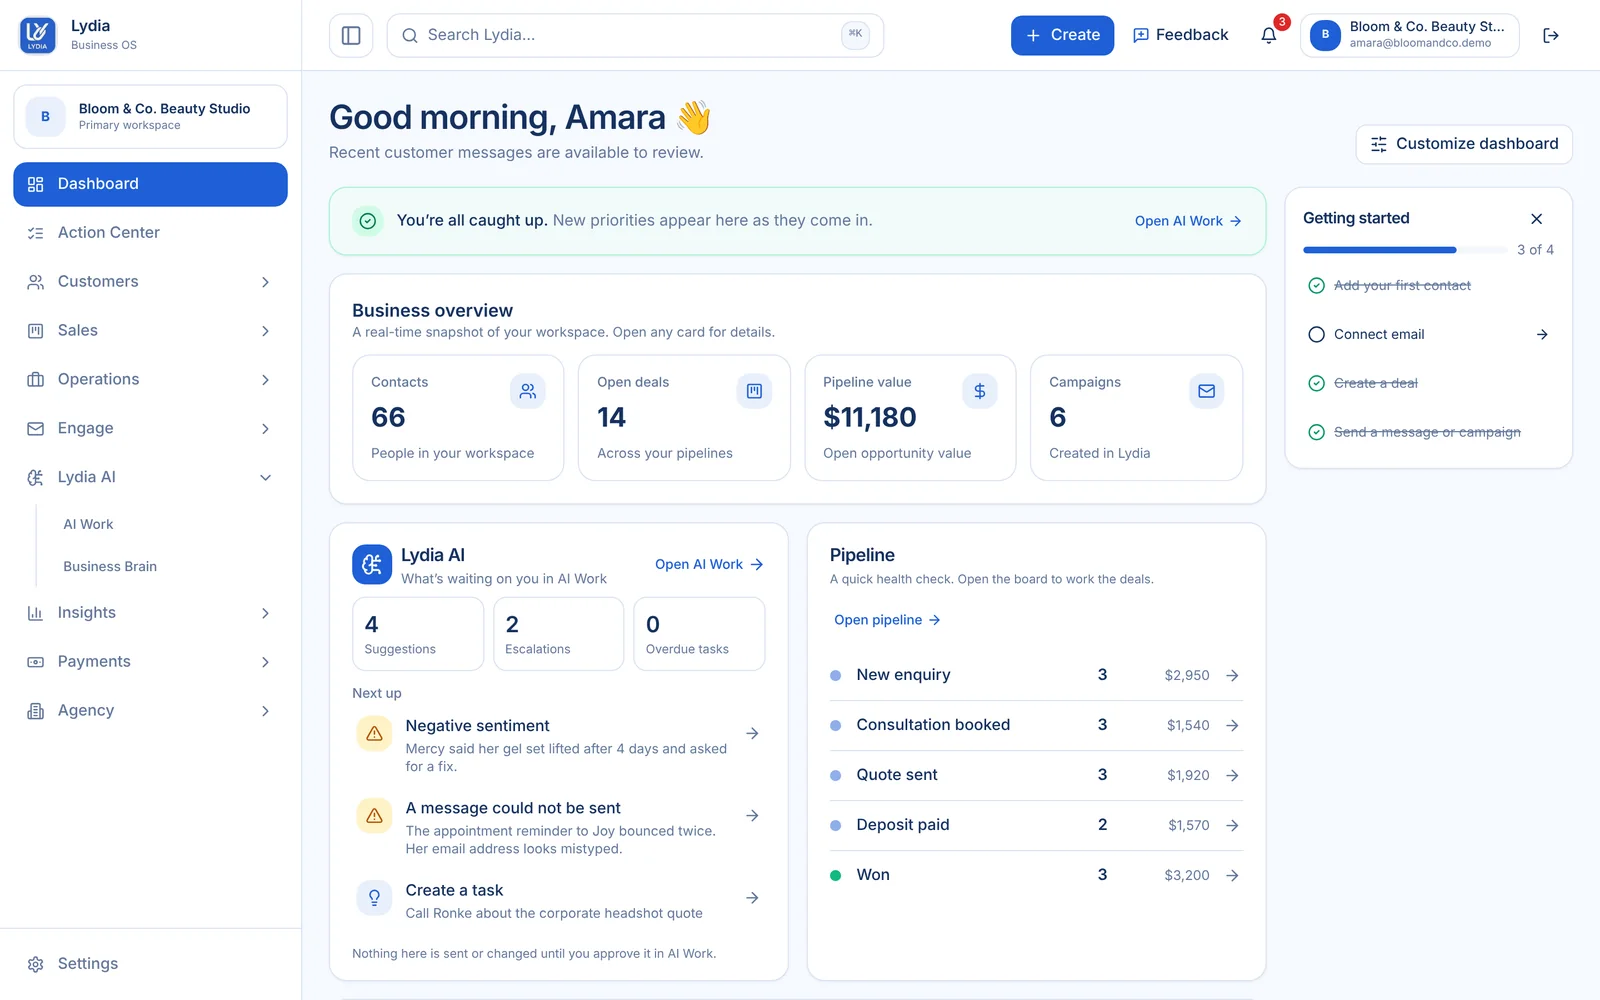 LYDIA
Lydia
Business OS
Search Lydia...
⌘K
Create
Feedback
3
B
Bloom & Co. Beauty St...
amara@bloomandco.demo
B
Bloom & Co. Beauty Studio
Primary workspace
Dashboard
Action Center
Customers
Sales
Operations
Engage
Lydia AI
AI Work
Business Brain
Insights
Payments
Agency
Settings
Good morning, Amara 👋
Recent customer messages are available to review.
Customize dashboard
You’re all caught up. New priorities appear here as they come in.
Open AI Work
Business overview
A real-time snapshot of your workspace. Open any card for details.
Contacts
66
People in your workspace
Open deals
14
Across your pipelines
Pipeline value
$11,180
Open opportunity value
Campaigns
6
Created in Lydia
Getting started
3 of 4
Add your first contact
Connect email
Create a deal
Send a message or campaign
Lydia AI
What’s waiting on you in AI Work
Open AI Work
4
Suggestions
2
Escalations
0
Overdue tasks
Next up
Negative sentiment
Mercy said her gel set lifted after 4 days and asked
for a fix.
A message could not be sent
The appointment reminder to Joy bounced twice.
Her email address looks mistyped.
Create a task
Call Ronke about the corporate headshot quote
Nothing here is sent or changed until you approve it in AI Work.
Pipeline
A quick health check. Open the board to work the deals.
Open pipeline
New enquiry 3 $2,950
Consultation booked 3 $1,540
Quote sent 3 $1,920
Deposit paid 2 $1,570
Won 3 $3,200